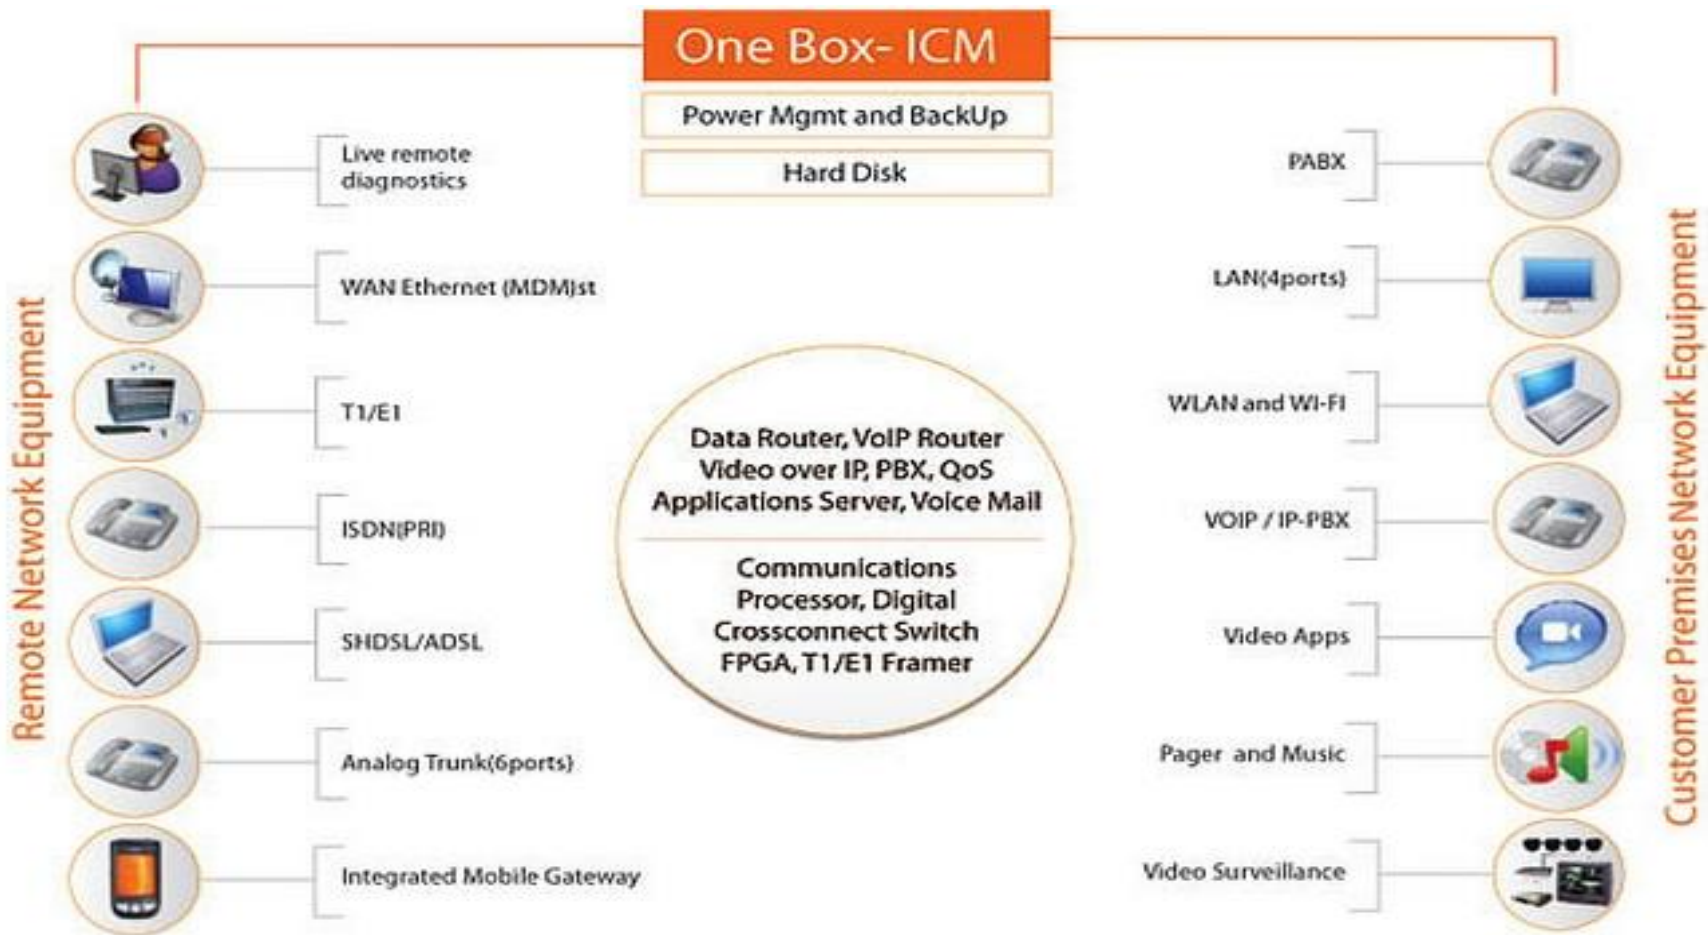 One Box- ICM
Power Mgmt and BackUp
Hard Disk
Remote Network Equipment
Live remote
diagnostics
WAN Ethernet (MDM)st
T1/E1
ISDN(PRI)
SHDSL/ADSL
Analog Trunk(6ports)
Integrated Mobile Gateway
Data Router, VoIP Router
Video over IP, PBX, QoS
Applications Server, Voice Mail
Communications
Processor, Digital
Crossconnect Switch
FPGA, T1/E1 Framer
PABX
LAN(4ports)
WLAN and WI-FI
VOIP / IP-PBX
Video Apps
Pager and Music
Video Surveillance
Customer Premises Network Equipment